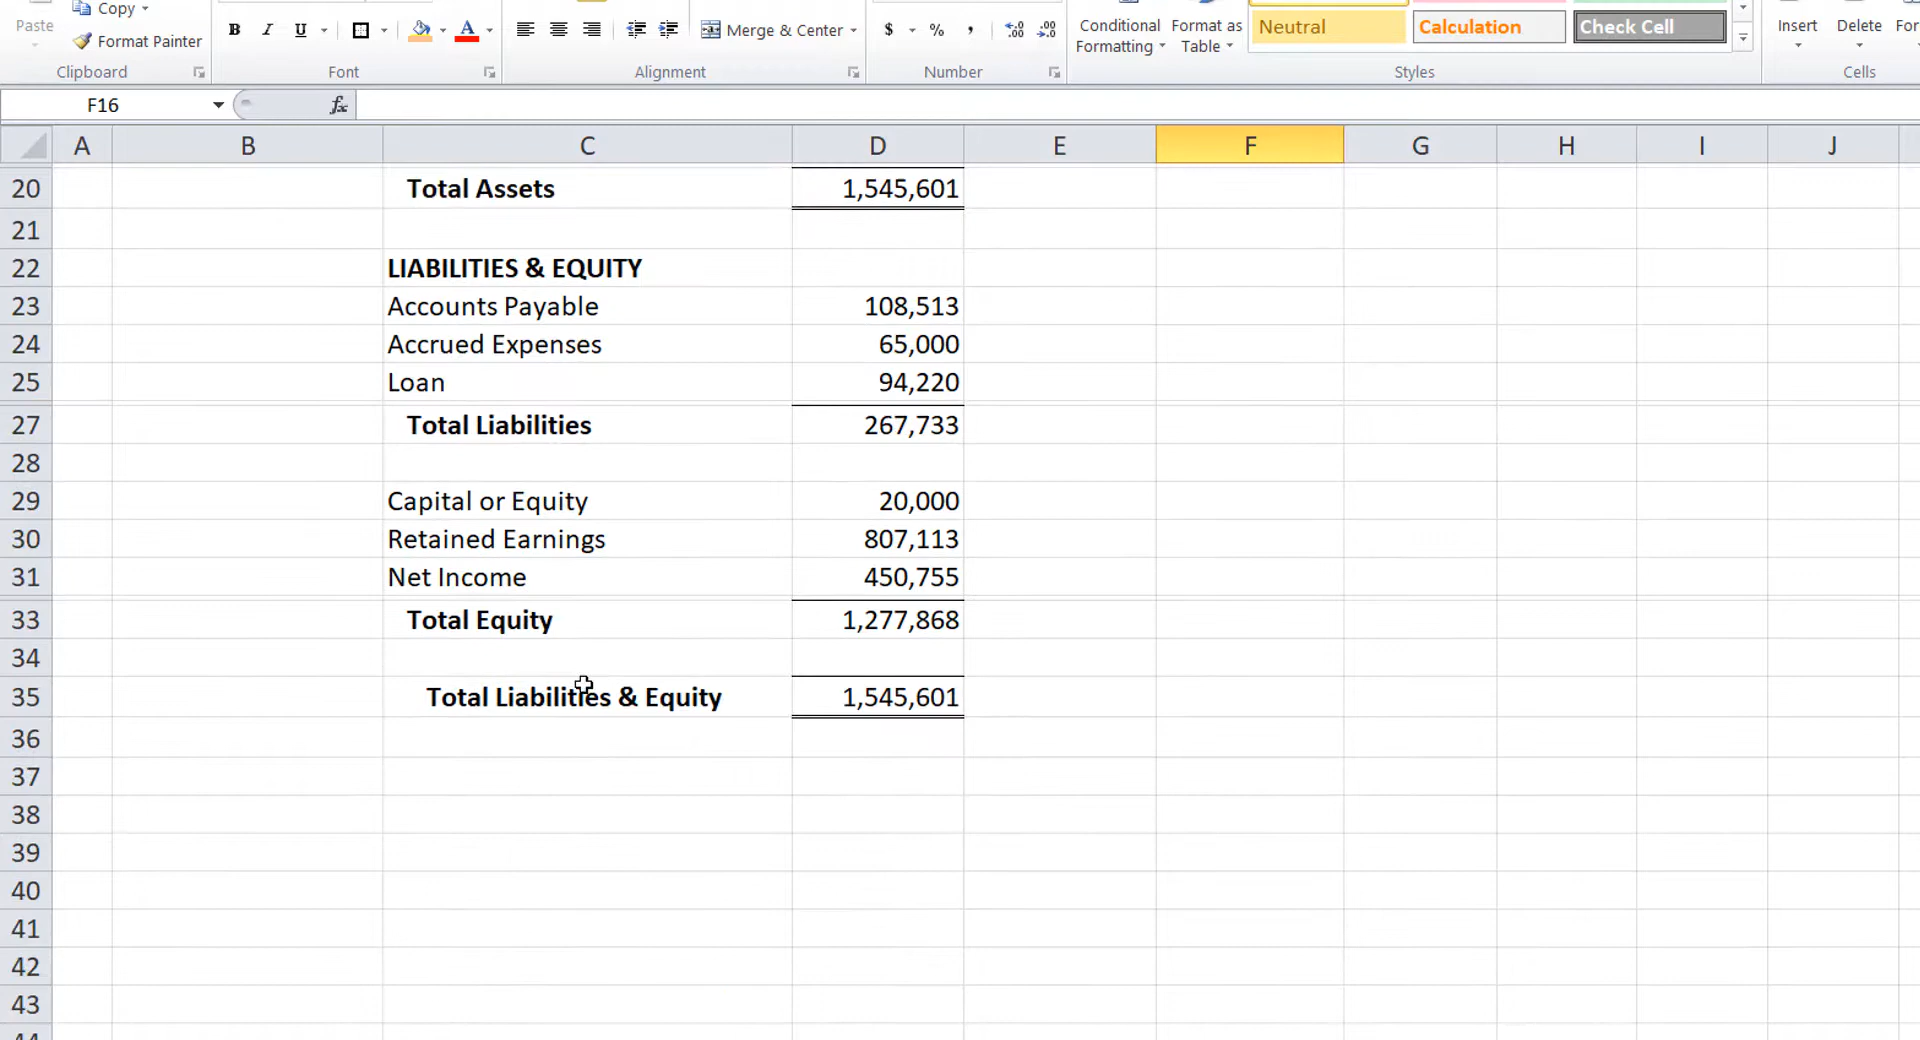 Paste
Copy
Format Painter
Clipboard
B I U A
Font
Merge & Center
Alignment
$ % ,
Number
Conditional Formatting
Format as Table
Neutral
Calculation
Check Cell
Styles
Insert
Delete
Cells
F16
fx
A B C D E F G H I J
20 Total Assets 1,545,601
21
22 LIABILITIES & EQUITY
23 Accounts Payable 108,513
24 Accrued Expenses 65,000
25 Loan 94,220
27 Total Liabilities 267,733
28
29 Capital or Equity 20,000
30 Retained Earnings 807,113
31 Net Income 450,755
33 Total Equity 1,277,868
34
35 Total Liabilities & Equity 1,545,601
36
37
38
39
40
41
42
43